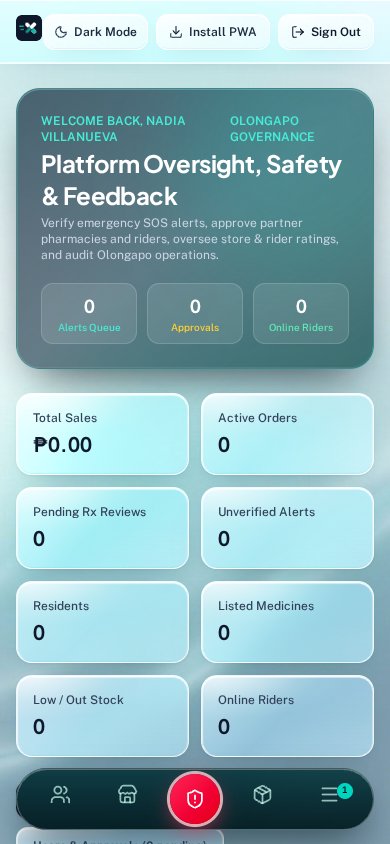 Dark Mode
Install PWA
Sign Out
WELCOME BACK, NADIA
VILLANUEVA
OLONGAPO
GOVERNANCE
Platform Oversight, Safety
& Feedback
Verify emergency SOS alerts, approve partner
pharmacies and riders, oversee store & rider ratings,
and audit Olongapo operations.
0
Alerts Queue
0
Approvals
0
Online Riders
Total Sales
₱0.00
Active Orders
0
Pending Rx Reviews
0
Unverified Alerts
0
Residents
0
Listed Medicines
0
Low / Out Stock
0
Online Riders
0
1